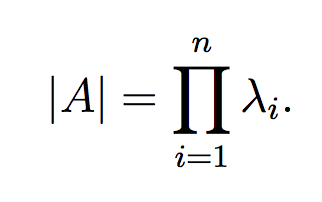 |A| = ∏_{i=1}^{n} λ_i.